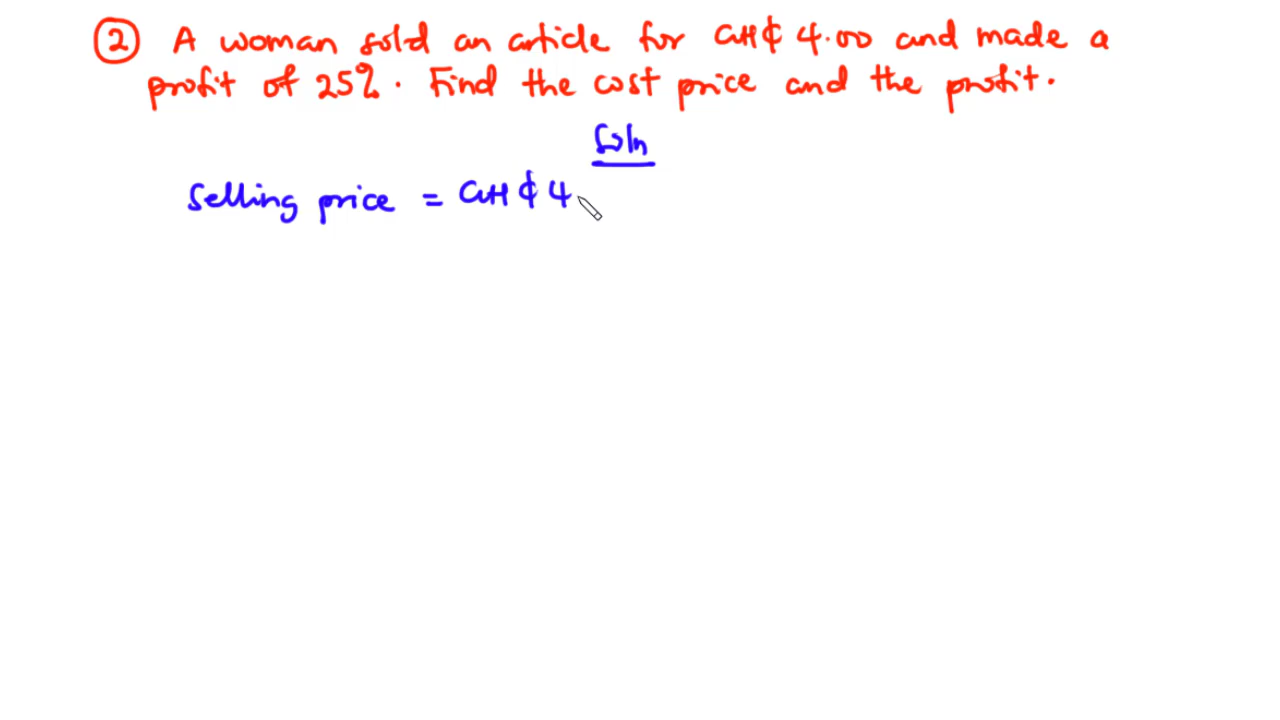 ② A woman sold an article for GH¢ 4.00 and made a
profit of 25%. Find the cost price and the profit.
Soln
Selling price = GH¢ 4